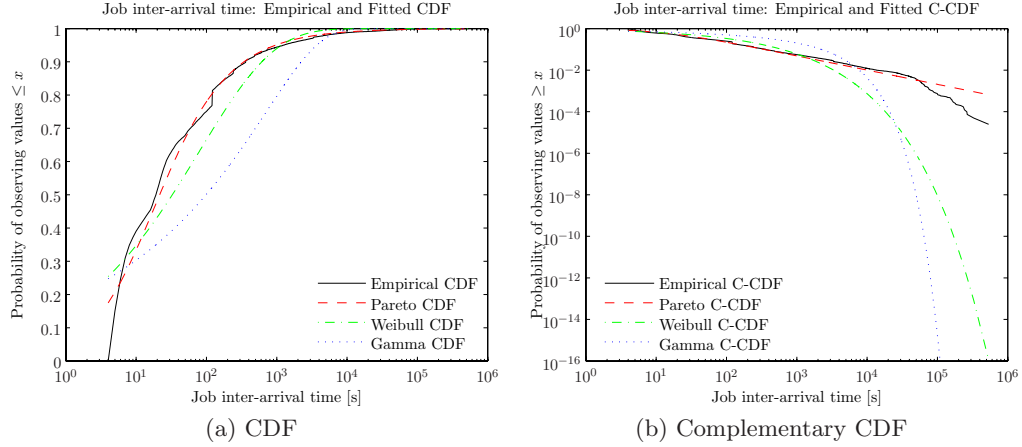 Job inter-arrival time: Empirical and Fitted CDF
Probability of observing values ≤ x
1
0.9
0.8
0.7
0.6
0.5
0.4
0.3
0.2
0.1
0
Empirical CDF
Pareto CDF
Weibull CDF
Gamma CDF
10^0 10^1 10^2 10^3 10^4 10^5 10^6
Job inter-arrival time [s]
(a) CDF
Job inter-arrival time: Empirical and Fitted C-CDF
Probability of observing values ≥ x
10^0
10^-2
10^-4
10^-6
10^-8
10^-10
10^-12
10^-14
10^-16
Empirical C-CDF
Pareto C-CDF
Weibull C-CDF
Gamma C-CDF
10^0 10^1 10^2 10^3 10^4 10^5 10^6
Job inter-arrival time [s]
(b) Complementary CDF